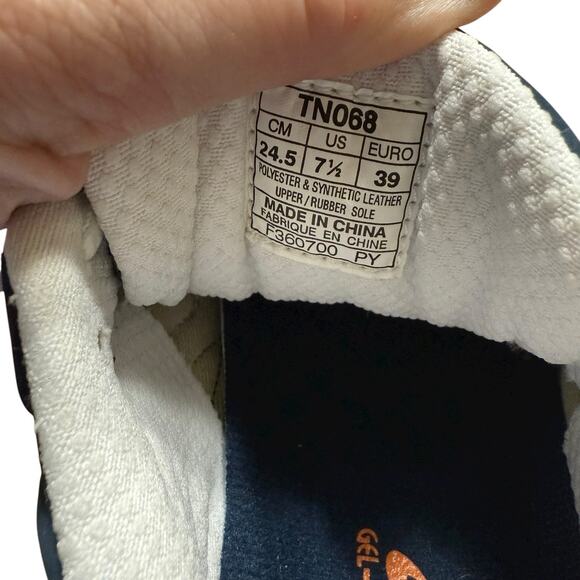 TN068
CM US EURO
24.5 7½ 39
POLYESTER & SYNTHETIC LEATHER
UPPER/RUBBER SOLE
MADE IN CHINA
FABRIQUE EN CHINE
F360700 PY
GEL-